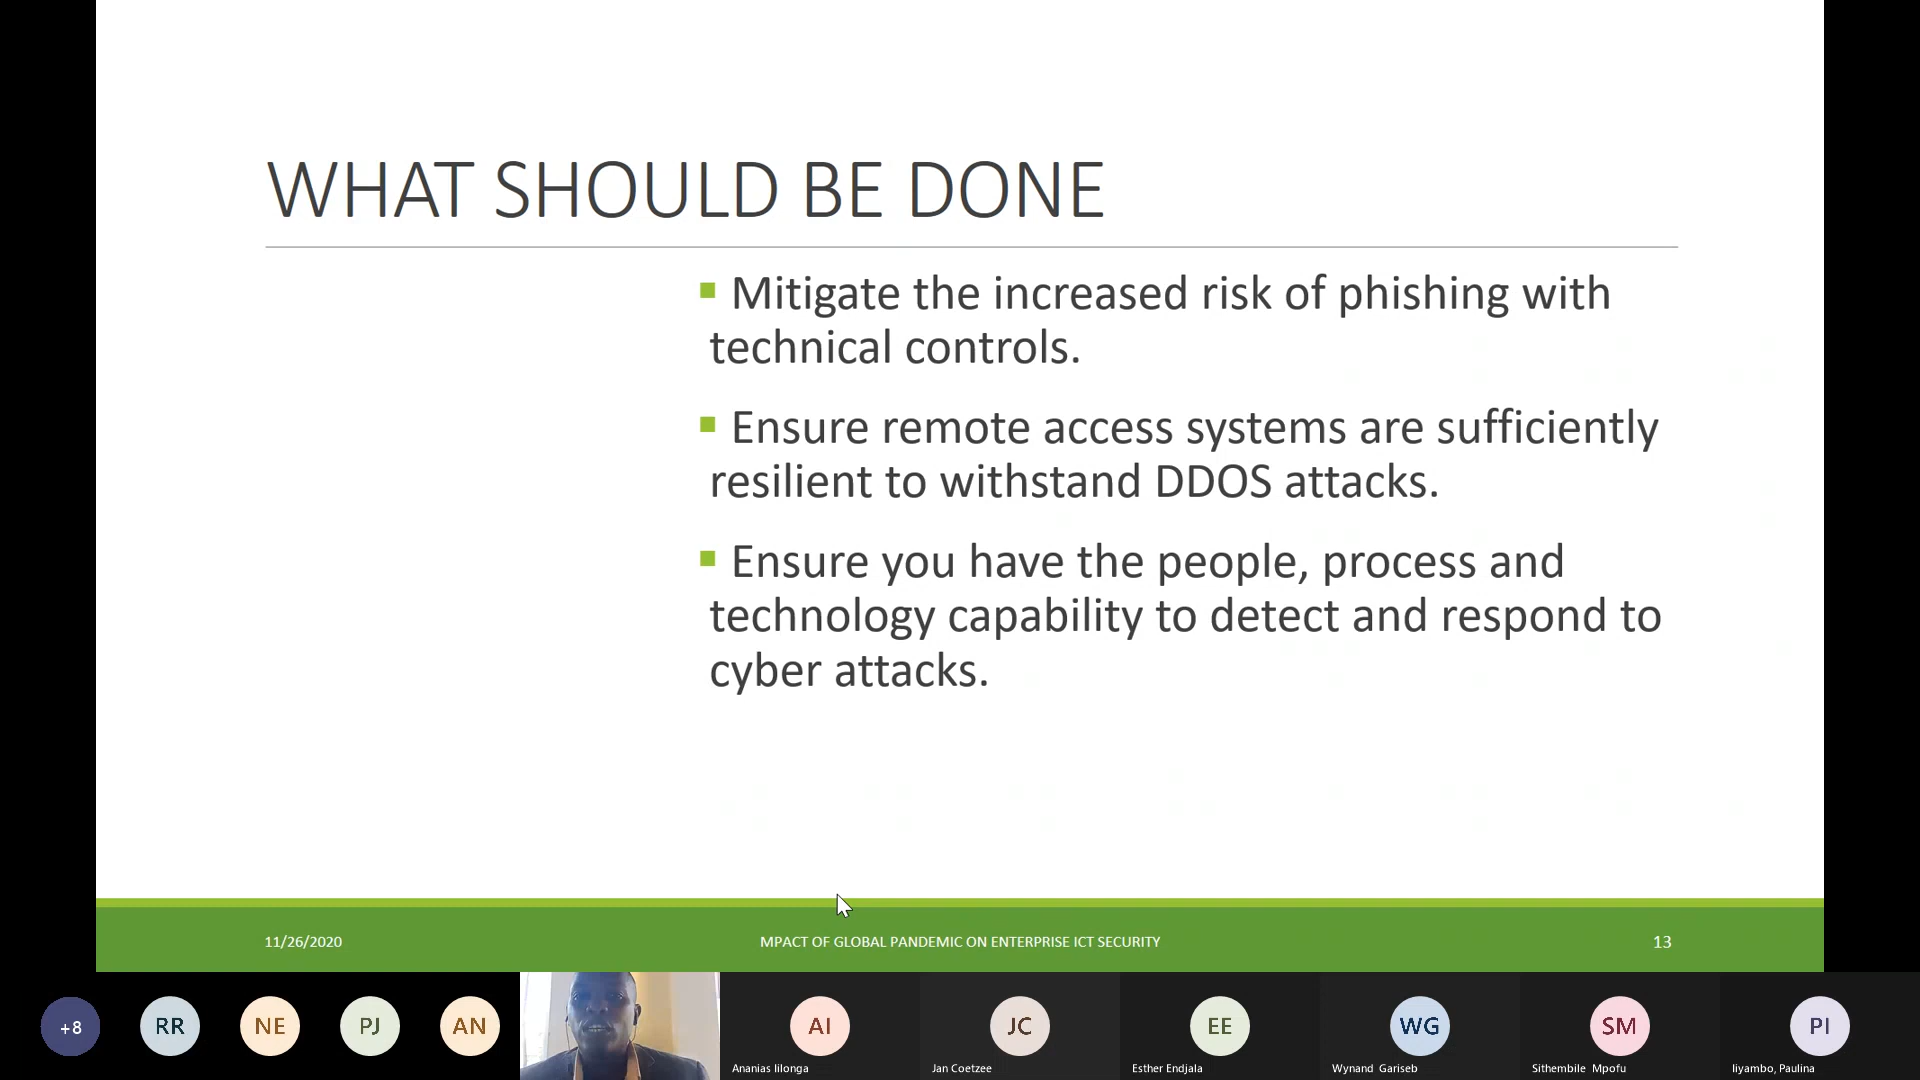 WHAT SHOULD BE DONE
Mitigate the increased risk of phishing with
technical controls.
Ensure remote access systems are sufficiently
resilient to withstand DDOS attacks.
Ensure you have the people, process and
technology capability to detect and respond to
cyber attacks.
11/26/2020
MPACT OF GLOBAL PANDEMIC ON ENTERPRISE ICT SECURITY
13
+8
RR
NE
PJ
AN
AI
JC
EE
WG
SM
PI
Ananias Iilonga
Jan Coetzee
Esther Endjala
Wynand Gariseb
Sithembile Mpofu
Iiyambo, Paulina